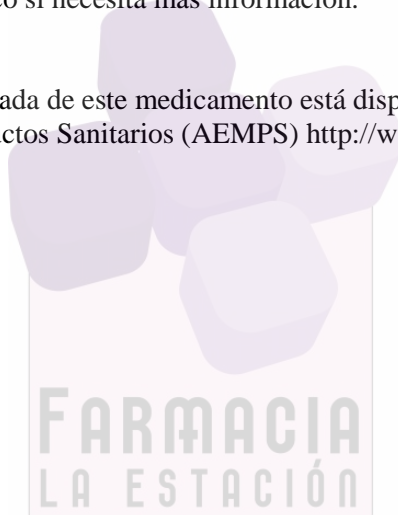 co si necesita más información.
ada de este medicamento está disp
ctos Sanitarios (AEMPS) http://w
FARMACIA
LA ESTACIÓN